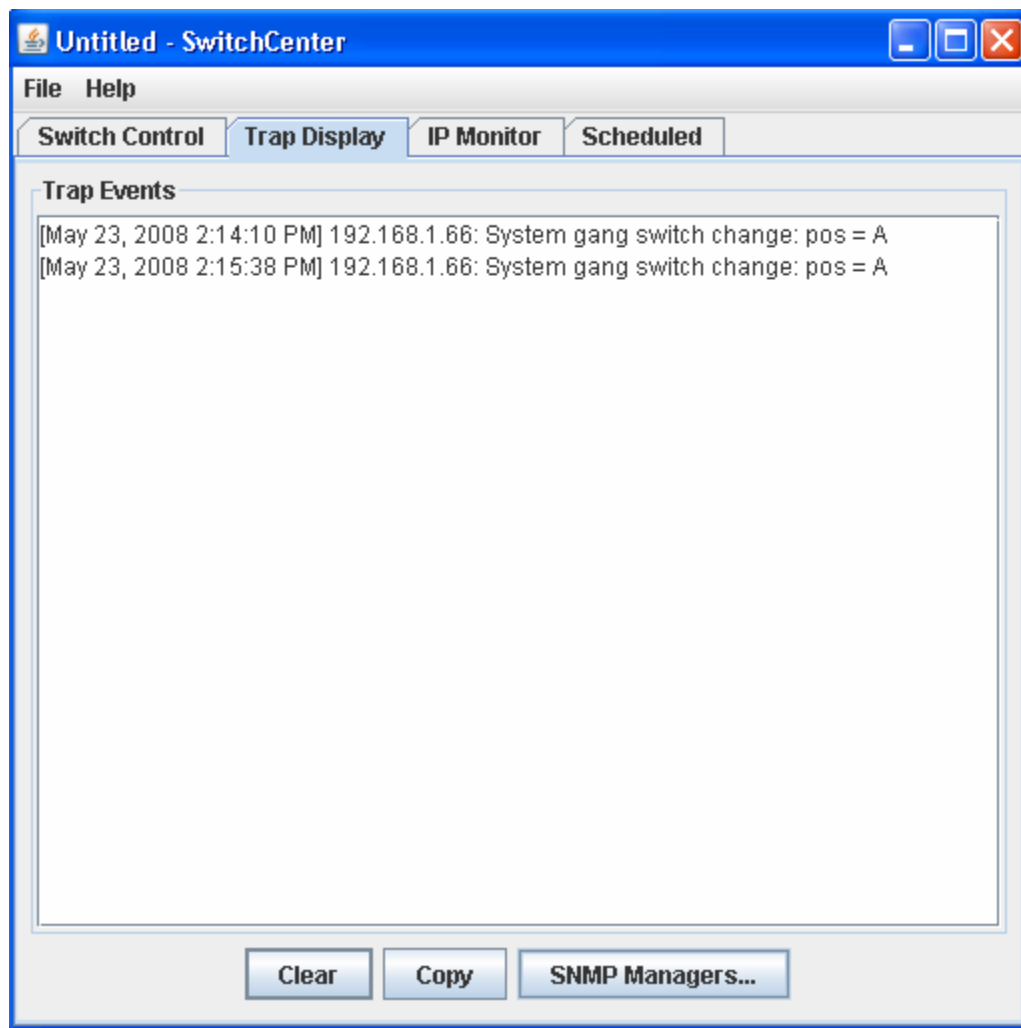 Untitled - SwitchCenter
File Help
Switch Control Trap Display IP Monitor Scheduled
Trap Events
[May 23, 2008 2:14:10 PM] 192.168.1.66: System gang switch change: pos = A
[May 23, 2008 2:15:38 PM] 192.168.1.66: System gang switch change: pos = A
Clear Copy SNMP Managers...